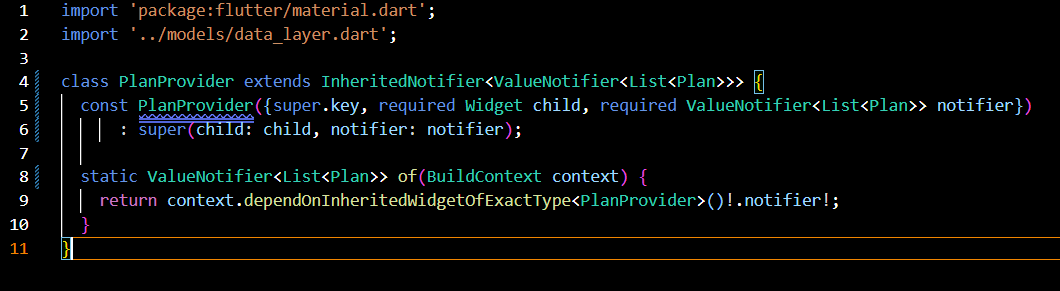 1 import 'package:flutter/material.dart';
2 import '../models/data_layer.dart';
3
4 class PlanProvider extends InheritedNotifier<ValueNotifier<List<Plan>>> {
5   const PlanProvider({super.key, required Widget child, required ValueNotifier<List<Plan>> notifier})
6       : super(child: child, notifier: notifier);
7
8   static ValueNotifier<List<Plan>> of(BuildContext context) {
9     return context.dependOnInheritedWidgetOfExactType<PlanProvider>()!.notifier!;
10   }
11 }